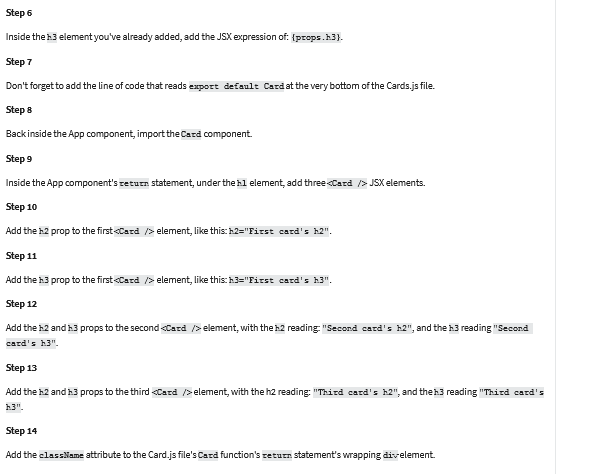 Step 6
Inside the h3 element you've already added, add the JSX expression of: {props.h3}.
Step 7
Don't forget to add the line of code that reads export default Card at the very bottom of the Cards.js file.
Step 8
Back inside the App component, import the Card component.
Step 9
Inside the App component's return statement, under the h1 element, add three <Card /> JSX elements.
Step 10
Add the h2 prop to the first <Card /> element, like this: h2="First card's h2".
Step 11
Add the h3 prop to the first <Card /> element, like this: h3="First card's h3".
Step 12
Add the h2 and h3 props to the second <Card /> element, with the h2 reading: "Second card's h2", and the h3 reading "Second
card's h3".
Step 13
Add the h2 and h3 props to the third <Card /> element, with the h2 reading: "Third card's h2", and the h3 reading "Third card's
h3".
Step 14
Add the className attribute to the Card.js file's Card function's return statement's wrapping div element.